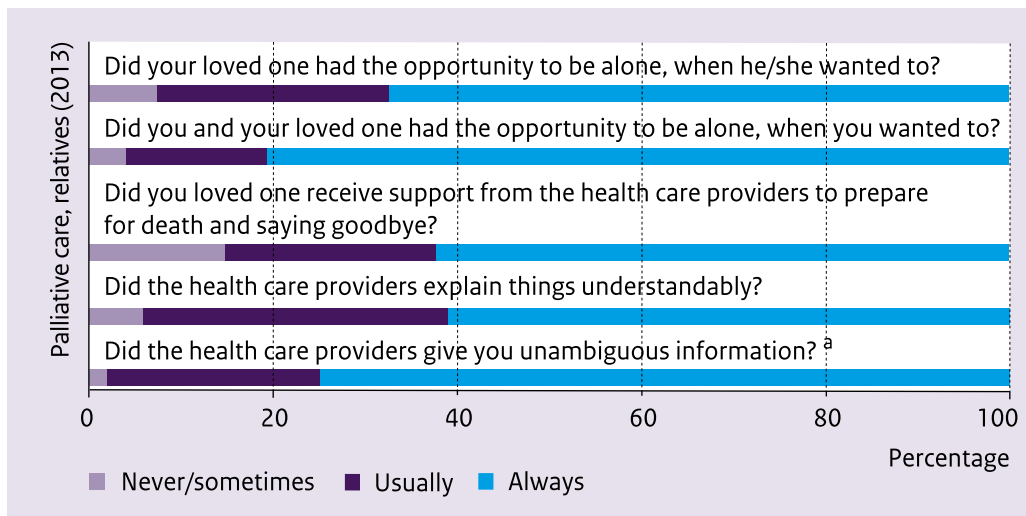 Palliative care, relatives (2013)
Did your loved one had the opportunity to be alone, when he/she wanted to?
Did you and your loved one had the opportunity to be alone, when you wanted to?
Did you loved one receive support from the health care providers to prepare
for death and saying goodbye?
Did the health care providers explain things understandably?
Did the health care providers give you unambiguous information? a
0 20 40 60 80 100
Percentage
Never/sometimes Usually Always